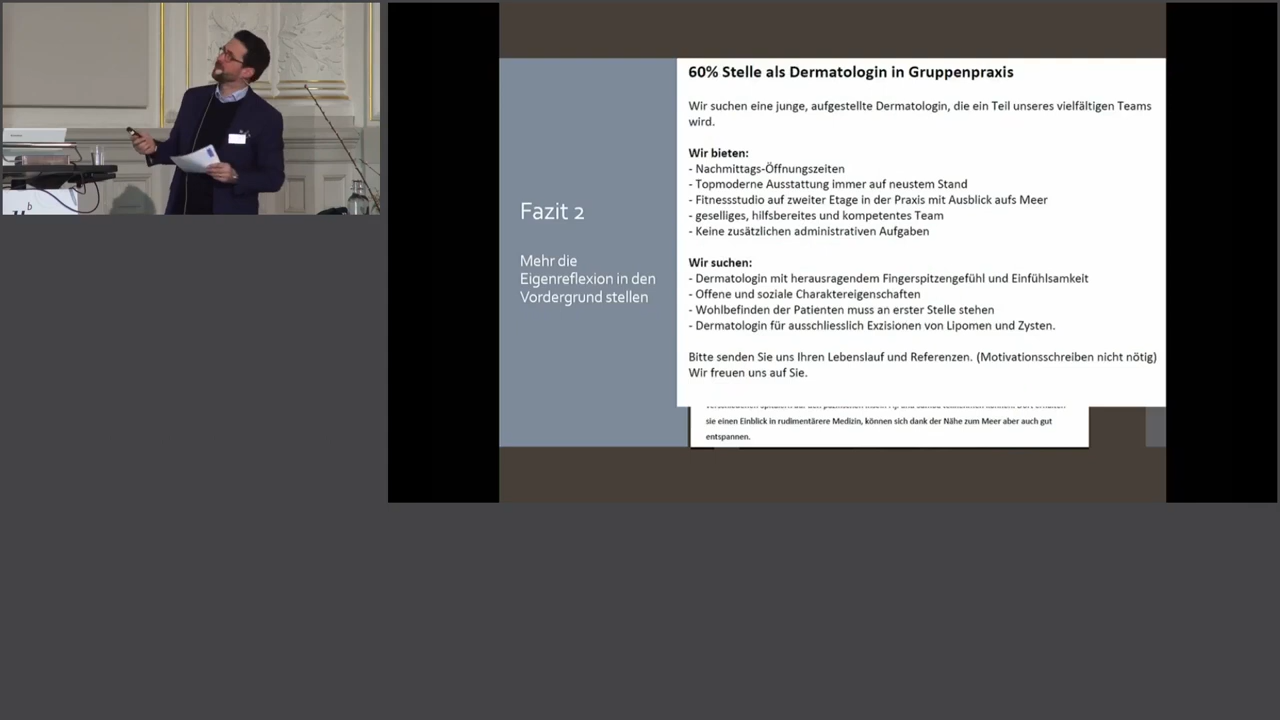 60% Stelle als Dermatologin in Gruppenpraxis
Wir suchen eine junge, aufgestellte Dermatologin, die ein Teil unseres vielfältigen Teams
wird.
Wir bieten:
- Nachmittags-Öffnungszeiten
- Topmoderne Ausstattung immer auf neustem Stand
- Fitnessstudio auf zweiter Etage in der Praxis mit Ausblick aufs Meer
- geselliges, hilfsbereites und kompetentes Team
- Keine zusätzlichen administrativen Aufgaben
Wir suchen:
- Dermatologin mit herausragendem Fingerspitzengefühl und Einfühlsamkeit
- Offene und soziale Charaktereigenschaften
- Wohlbefinden der Patienten muss an erster Stelle stehen
- Dermatologin für ausschliesslich Exzisionen von Lipomen und Zysten.
Bitte senden Sie uns Ihren Lebenslauf und Referenzen. (Motivationsschreiben nicht nötig)
Wir freuen uns auf Sie.
Fazit 2
Mehr die
Eigenreflexion in den
Vordergrund stellen
sie einen Einblick in rudimentärere Medizin, können sich dank der Nähe zum Meer aber auch gut
entspannen.
b